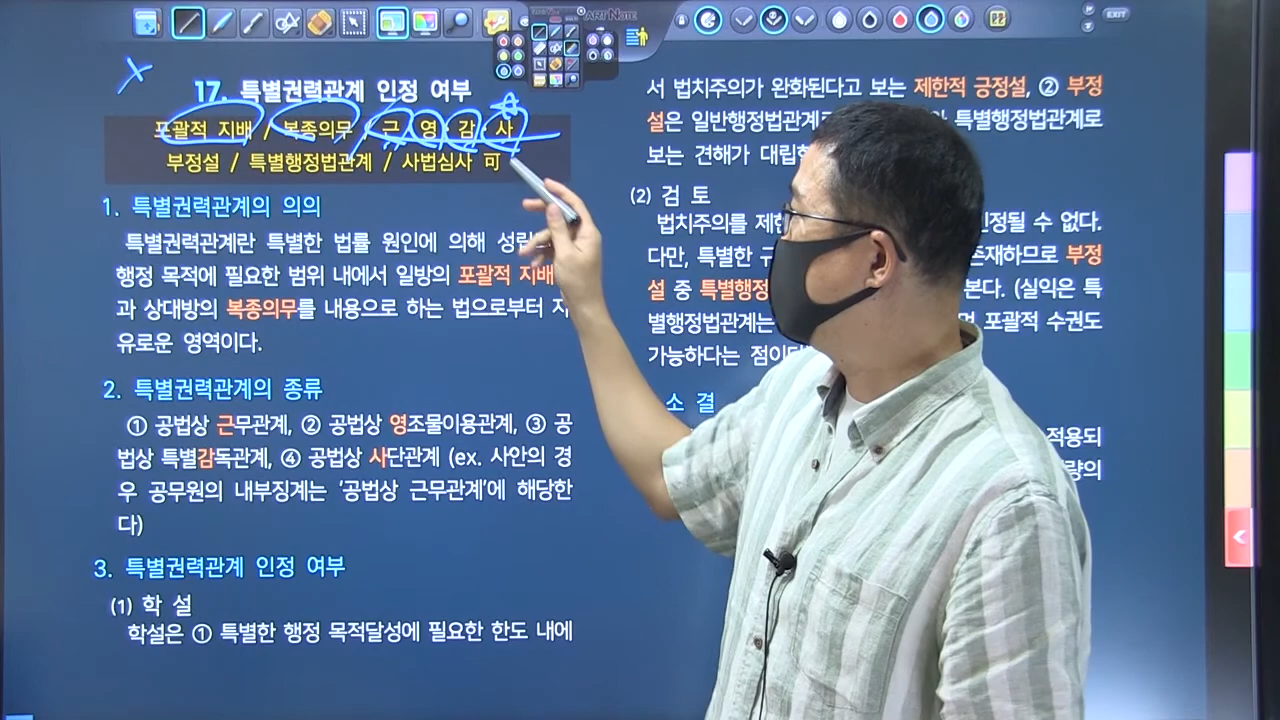 ARTNOTE
EXIT
17. 특별권력관계 인정 여부
포괄적 지배 / 복종의무 / 근 영 감 사
부정설 / 특별행정법관계 / 사법심사 可
1. 특별권력관계의 의의
특별권력관계란 특별한 법률 원인에 의해
행정 목적에 필요한 범위 내에서 일방의 포괄적 지배
과 상대방의 복종의무를 내용으로 하는 법으로부터 자
유로운 영역이다.
2. 특별권력관계의 종류
① 공법상 근무관계, ② 공법상 영조물이용관계, ③ 공
법상 특별감독관계, ④ 공법상 사단관계 (ex. 사안의 경
우 공무원의 내부징계는 '공법상 근무관계'에 해당한
다)
3. 특별권력관계 인정 여부
(1) 학 설
학설은 ① 특별한 행정 목적달성에 필요한 한도 내에
서 법치주의가 완화된다고 보는 제한적 긍정설, ② 부정
설은 일반행정법관계로 특별행정법관계로
보는 견해가
(2) 검 토
법치주의를 인정될 수 없다.
다만, 특별한 존재하므로 부정
설 중 특별행정 본다. (실익은 특
별행정법관계는 포괄적 수권도
가능하다는
소 결
적용되
량의